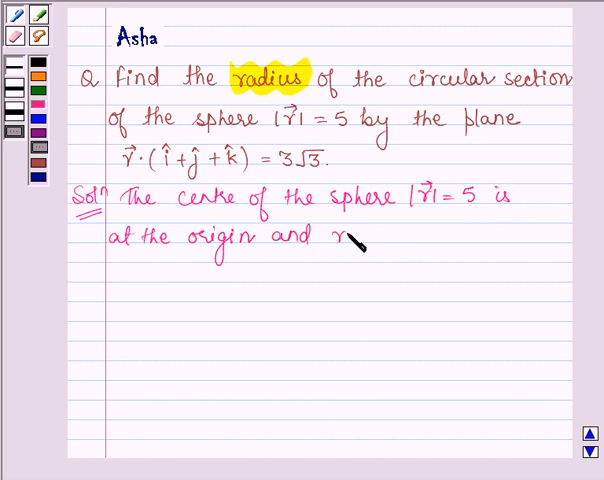 Asha
Q Find the radius of the circular section
of the sphere |r⃗| = 5 by the plane
r⃗ · (î + ĵ + k̂) = 3√3.
Solⁿ The centre of the sphere |r⃗| = 5 is
at the origin and r